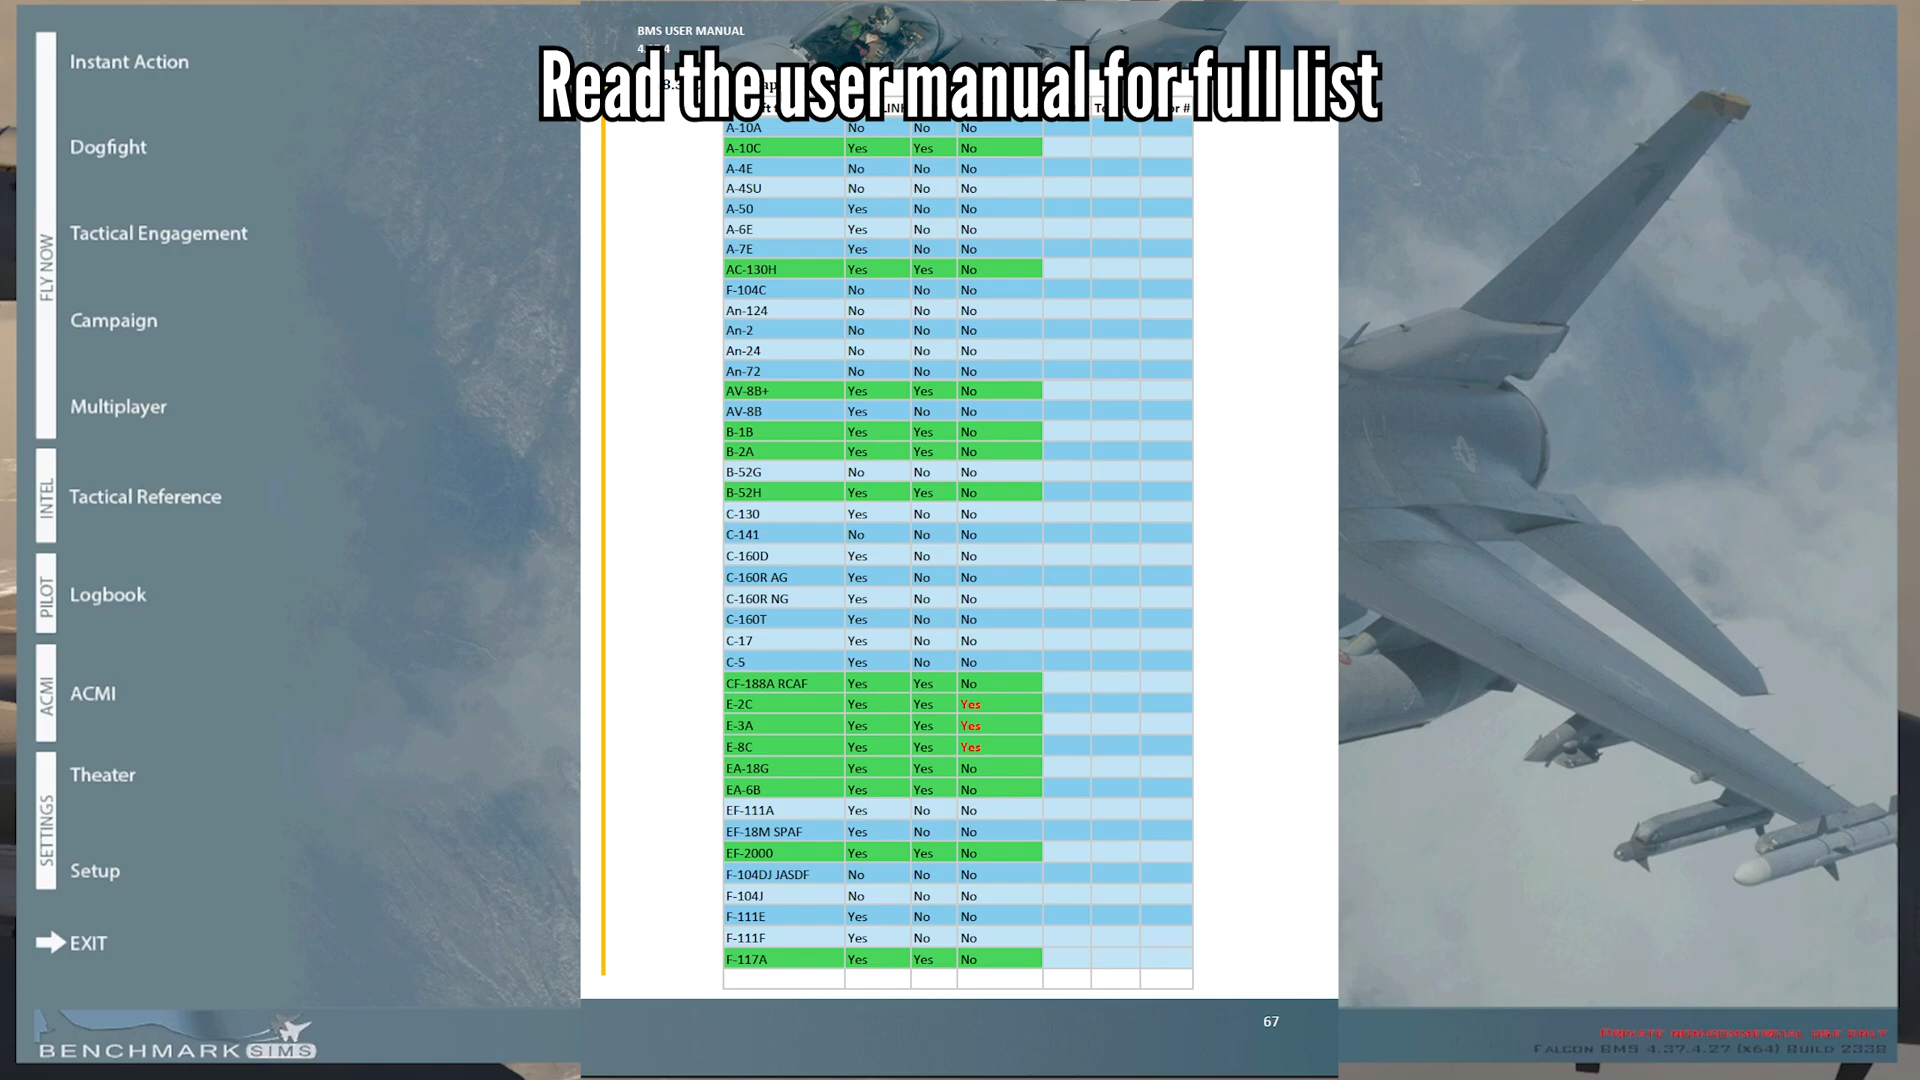 Instant Action
Dogfight
Tactical Engagement
Campaign
Multiplayer
FLY NOW
Tactical Reference
INTEL
Logbook
PILOT
ACMI
ACMI
Theater
Setup
SETTINGS
EXIT
BENCHMARK SIMS
BMS USER MANUAL
Read the user manual for full list
A-10A No No No
A-10C Yes Yes No
A-4E No No No
A-4SU No No No
A-50 Yes No No
A-6E Yes No No
A-7E Yes No No
AC-130H Yes Yes No
F-104C No No No
An-124 No No No
An-2 No No No
An-24 No No No
An-72 No No No
AV-8B+ Yes Yes No
AV-8B Yes No No
B-1B Yes Yes No
B-2A Yes Yes No
B-52G No No No
B-52H Yes Yes No
C-130 Yes No No
C-141 No No No
C-160D Yes No No
C-160R AG Yes No No
C-160R NG Yes No No
C-160T Yes No No
C-17 Yes No No
C-5 Yes No No
CF-188A RCAF Yes Yes No
E-2C Yes Yes Yes
E-3A Yes Yes Yes
E-8C Yes Yes Yes
EA-18G Yes Yes No
EA-6B Yes Yes No
EF-111A Yes No No
EF-18M SPAF Yes No No
EF-2000 Yes Yes No
F-104DJ JASDF No No No
F-104J No No No
F-111E Yes No No
F-111F Yes No No
F-117A Yes Yes No
67
PRIVATE NON-COMMERCIAL USE ONLY
FALCON BMS 4.37.4.27 (X64) BUILD 2338